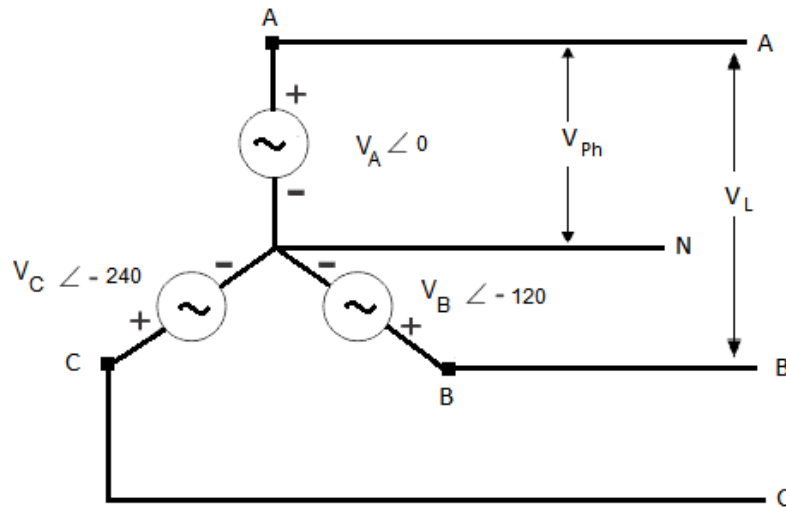 A
A
+
V_A ∠ 0
V_Ph
V_L
-
N
V_C ∠ - 240
-
-
V_B ∠ -120
+
+
C
B
B
C